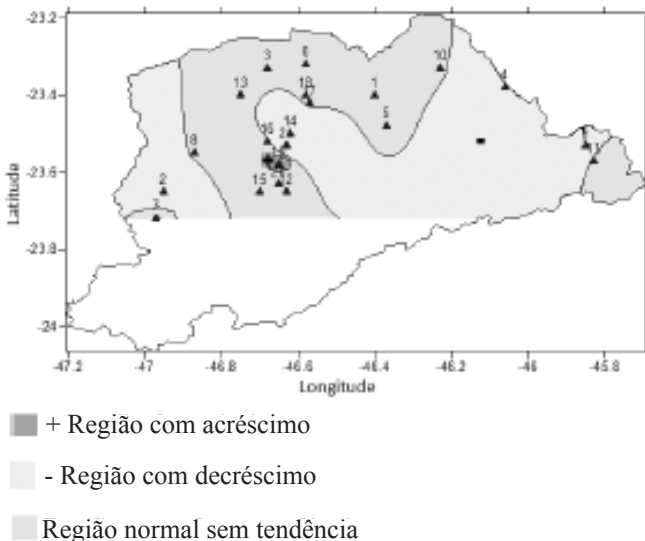 -23.2
3 6 10
13 18 1 4
-23.4
5
14
16 2
8
-23.6
2 15 12
Latitude
-23.8
-24
-47.2 -47 -46.8 -46.6 -46.4 -46.2 -46 -45.8
Longitude
+ Região com acréscimo
- Região com decréscimo
Região normal sem tendência